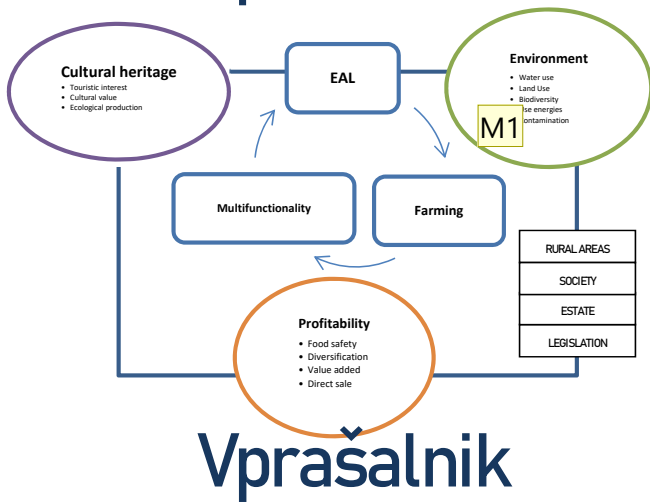 Cultural heritage
• Touristic interest
• Cultural value
• Ecological production
EAL
Environment
• Water use
• Land Use
• Biodiversity
energies
M1
Multifunctionality
Farming
RURAL AREAS
SOCIETY
ESTATE
LEGISLATION
Profitability
• Food safety
• Diversification
• Value added
• Direct sale
Vprašalnik